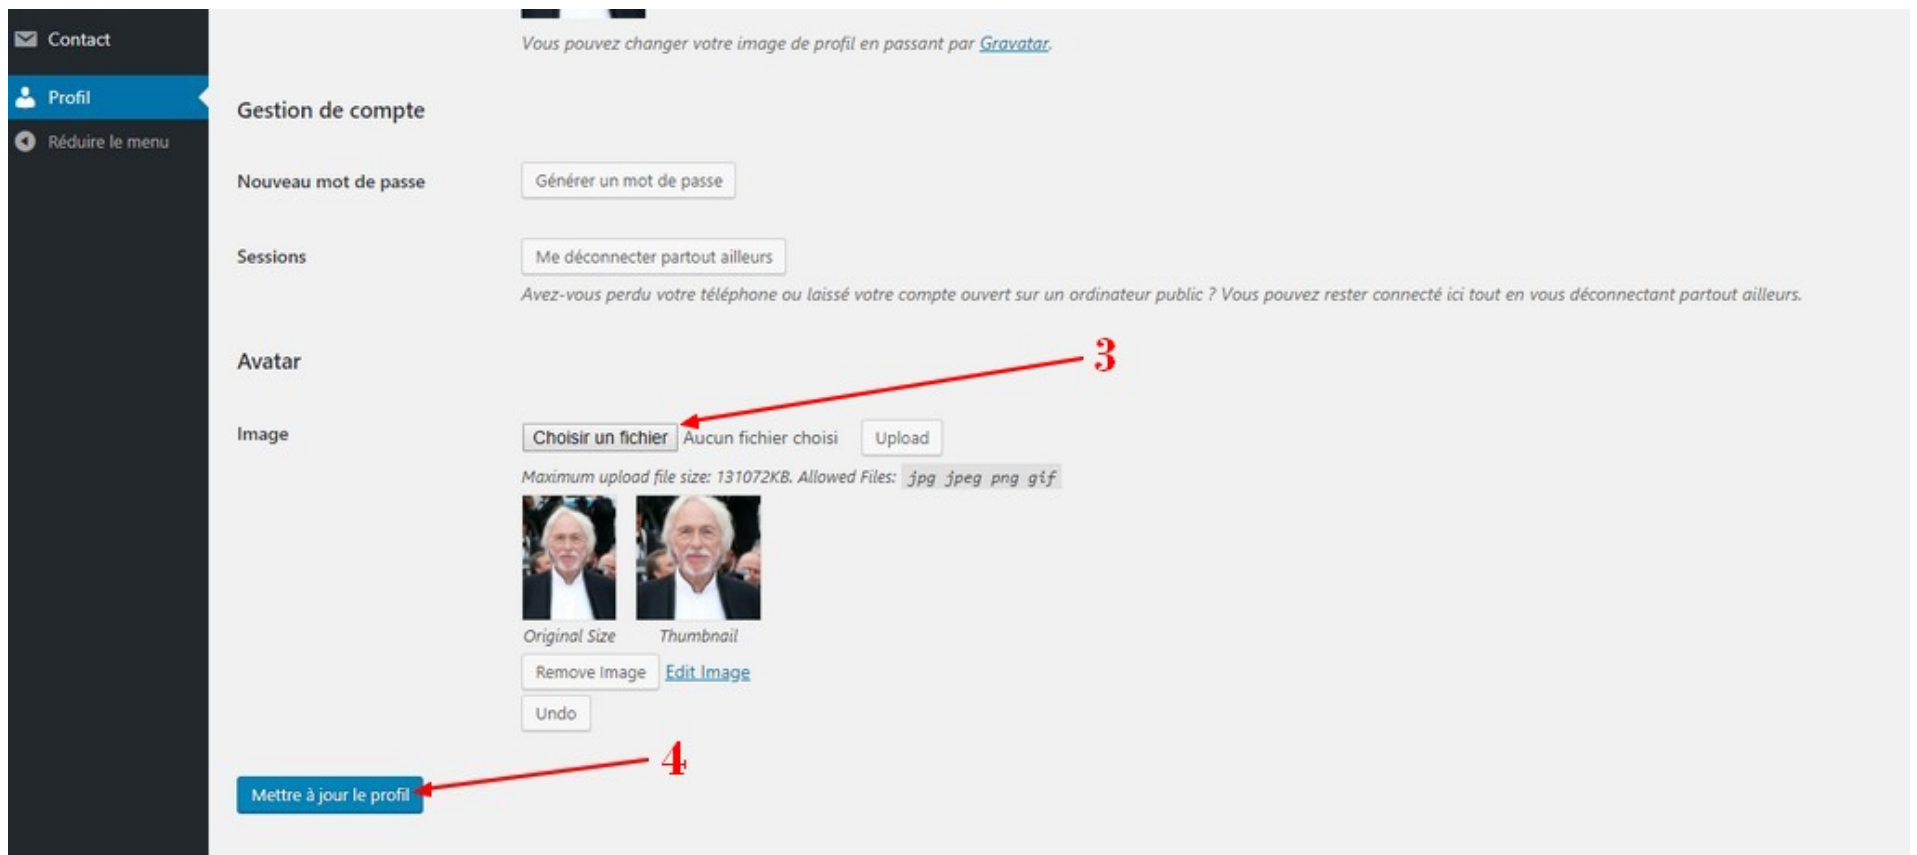 Contact
Vous pouvez changer votre image de profil en passant par Gravatar.
Profil
Gestion de compte
Réduire le menu
Nouveau mot de passe Générer un mot de passe
Sessions Me déconnecter partout ailleurs
Avez-vous perdu votre téléphone ou laissé votre compte ouvert sur un ordinateur public ? Vous pouvez rester connecté ici tout en vous déconnectant partout ailleurs.
3
Avatar
Image Choisir un fichier Aucun fichier choisi Upload
Maximum upload file size: 131072KB. Allowed Files: jpg jpeg png gif
Original Size Thumbnail
Remove Image Edit Image
Undo
4
Mettre à jour le profil